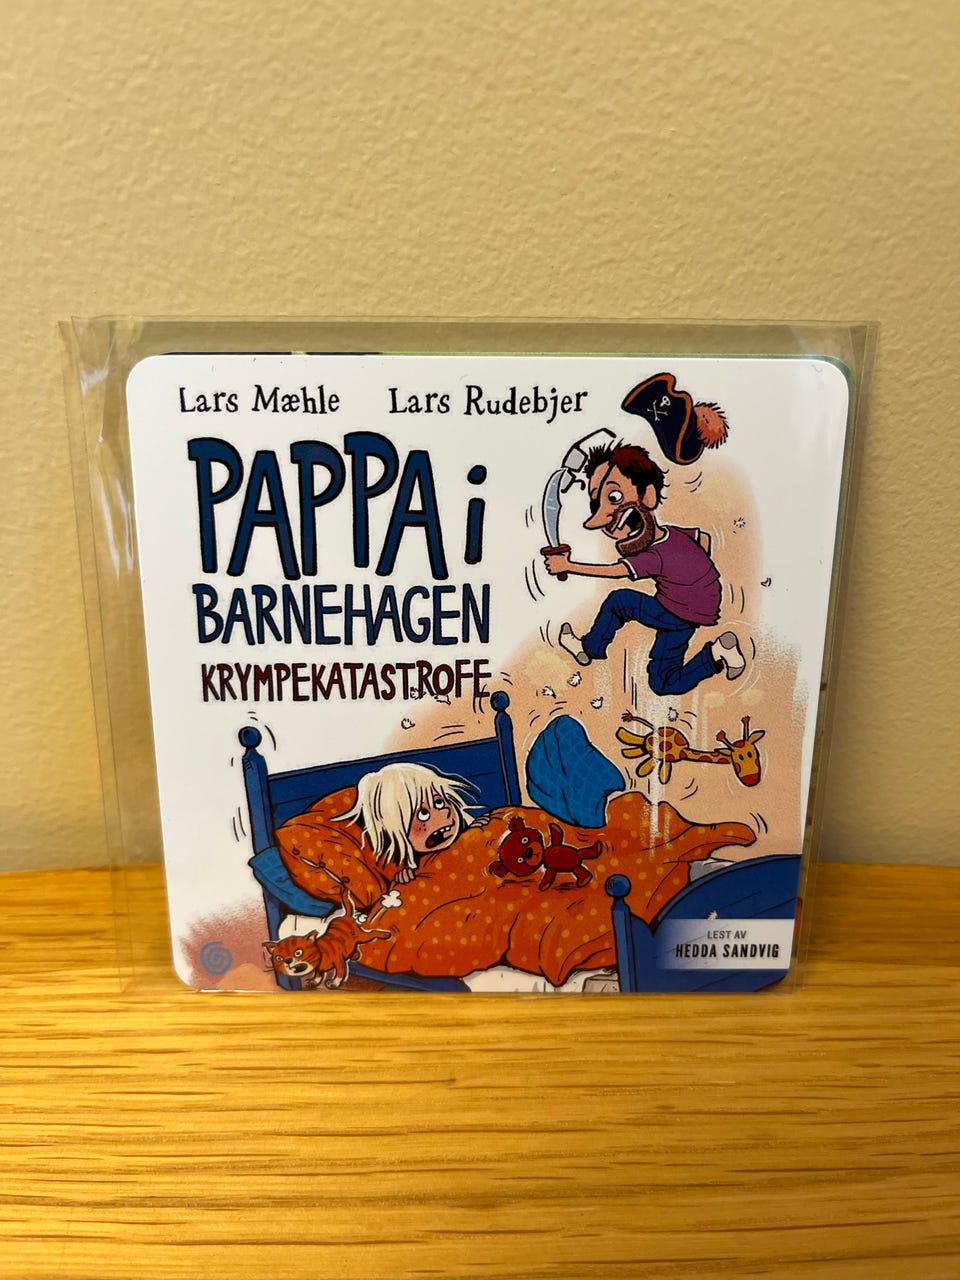 Lars Mæhle Lars Rudebjer
PAPPA i
BARNEHAGEN
KRYMPEKATASTROFE
LEST AV
HEDDA SANDVIG